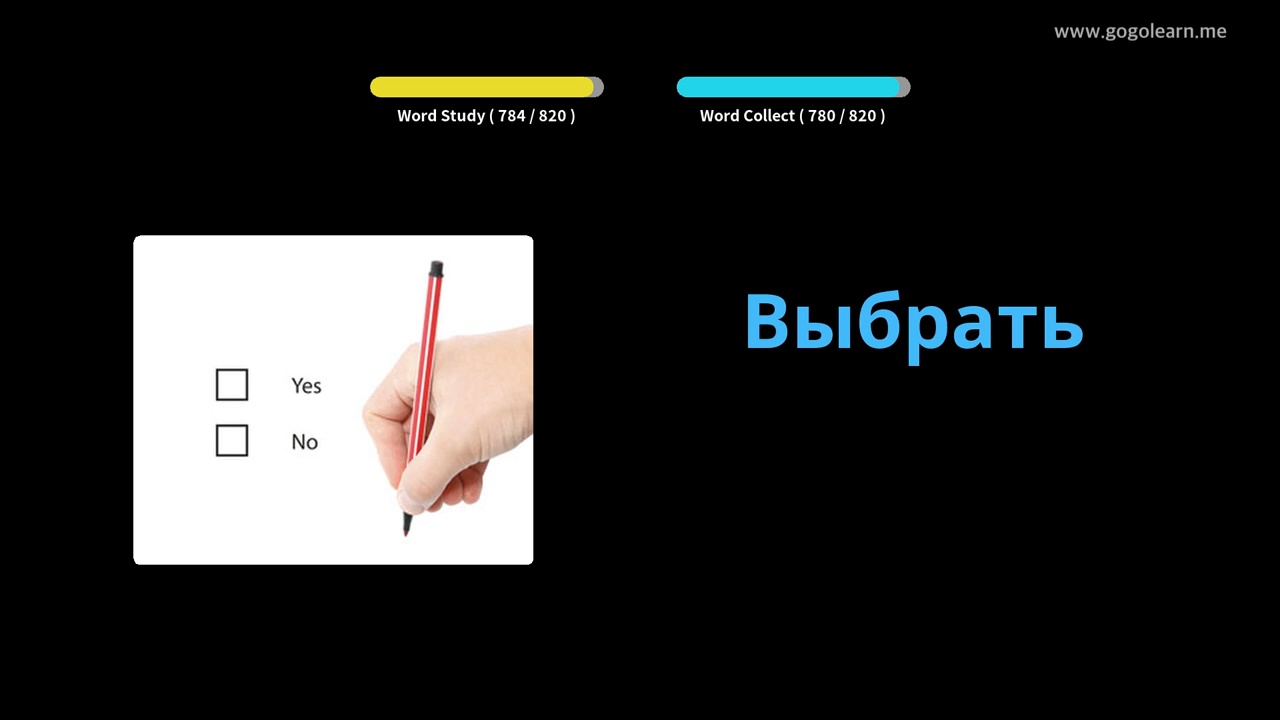 www.gogolearn.me
Word Study ( 784 / 820 )
Word Collect ( 780 / 820 )
Выбрать
Yes
No